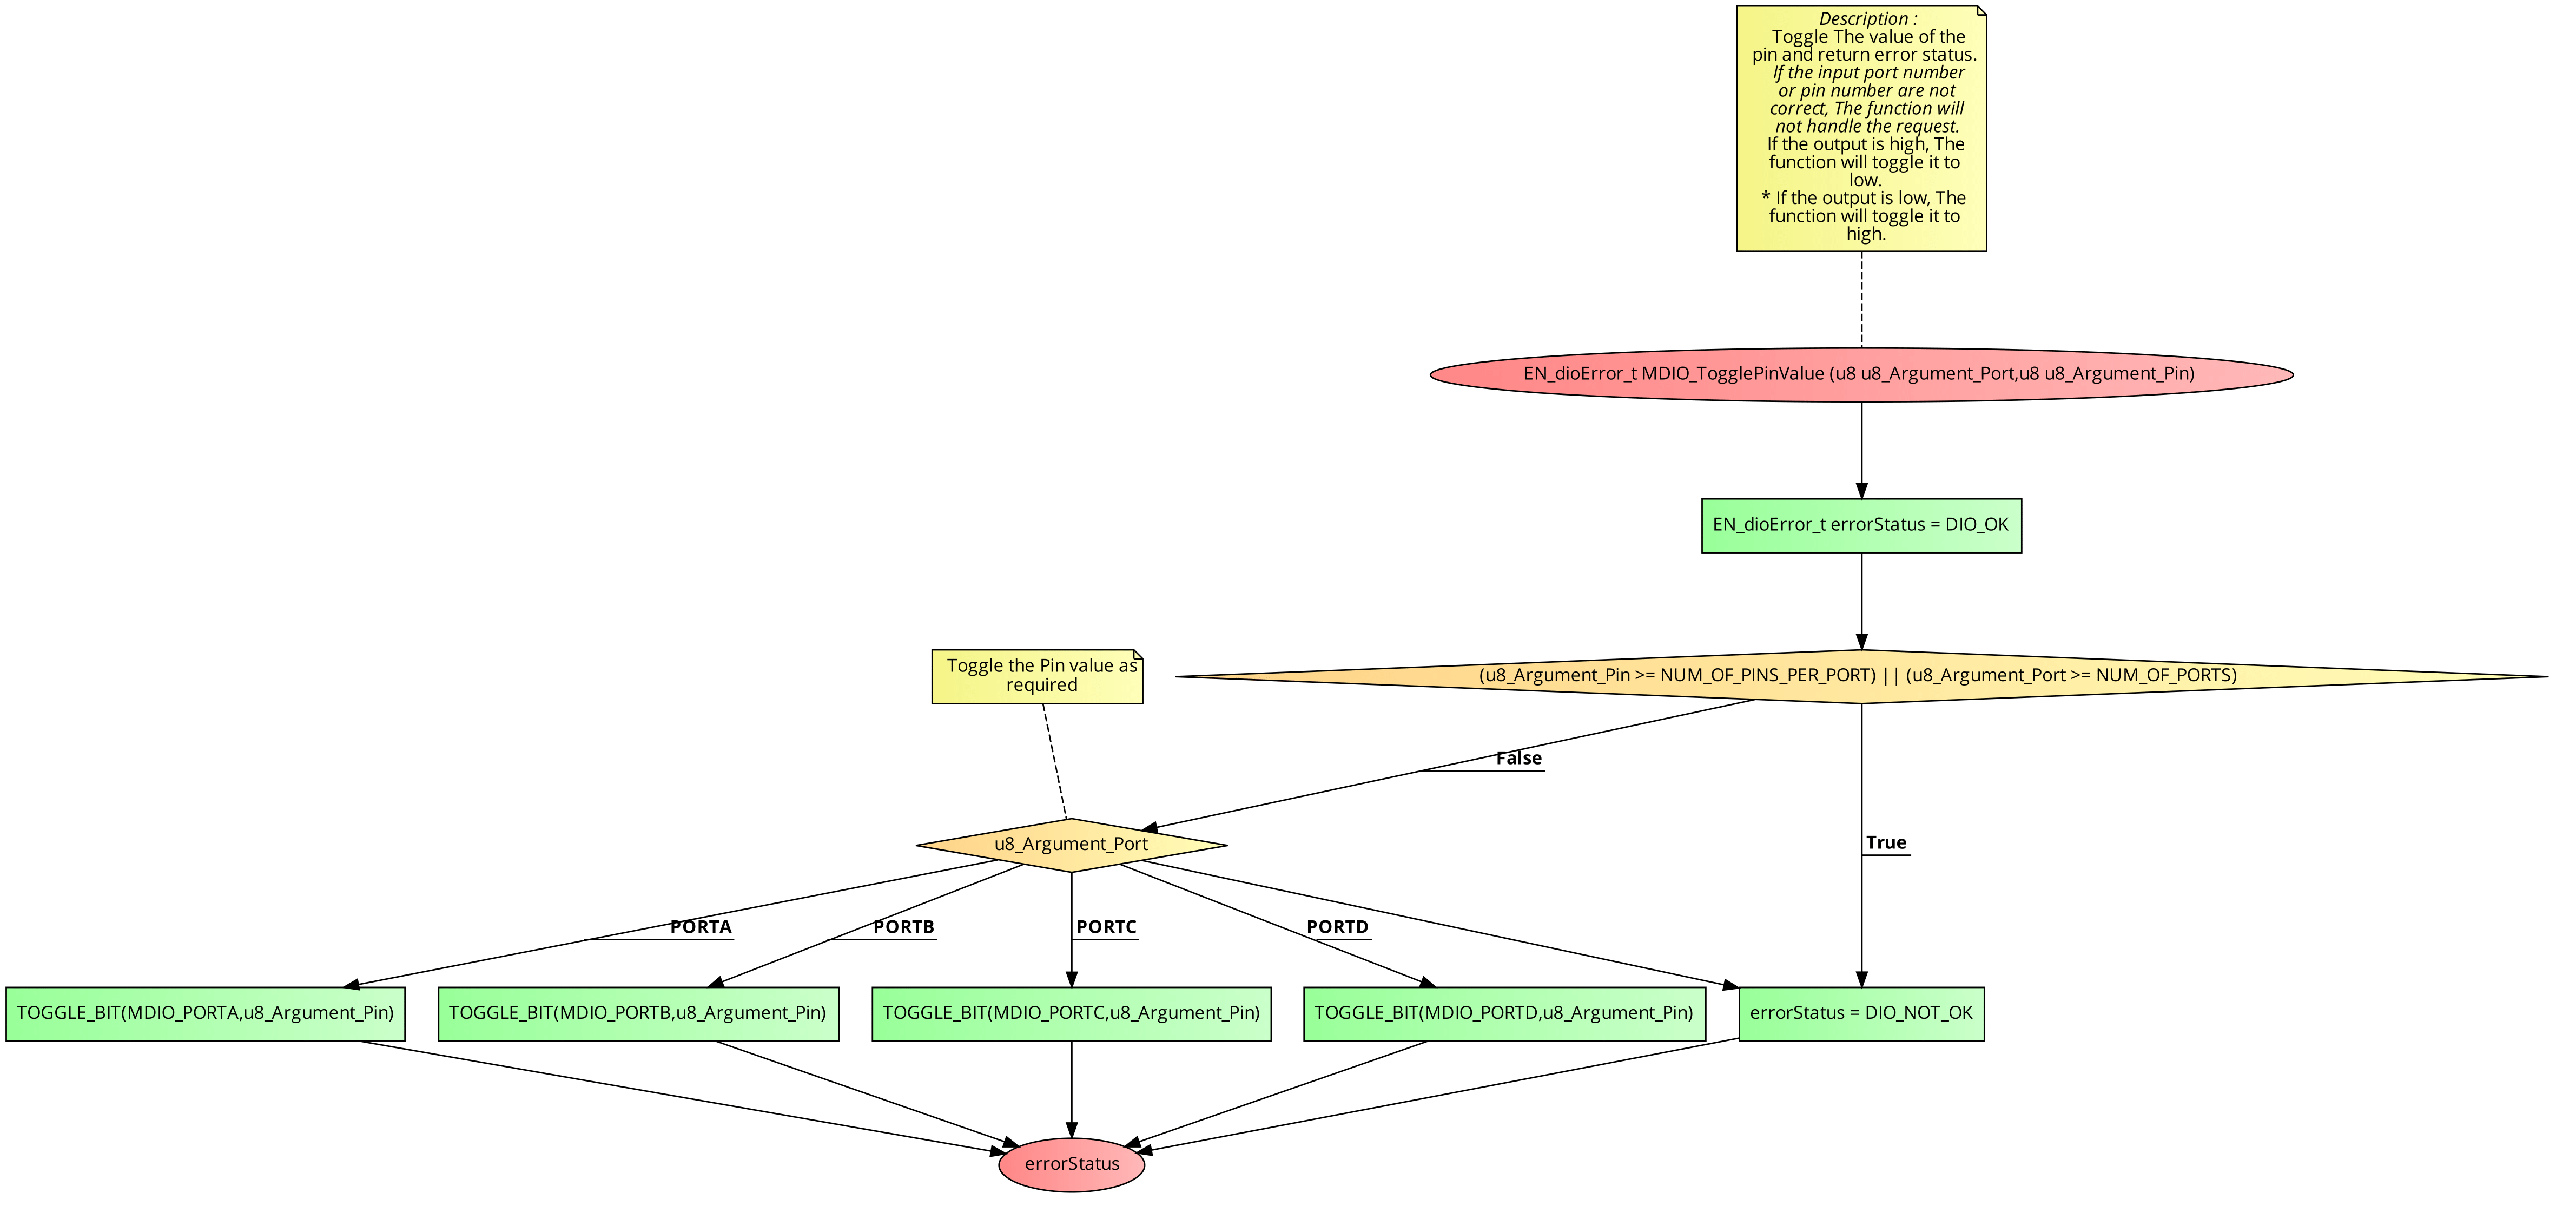 Description :
Toggle The value of the
pin and return error status.
If the input port number
or pin number are not
correct, The function will
not handle the request.
If the output is high, The
function will toggle it to
low.
* If the output is low, The
function will toggle it to
high.
EN_dioError_t MDIO_TogglePinValue (u8 u8_Argument_Port,u8 u8_Argument_Pin)
EN_dioError_t errorStatus = DIO_OK
Toggle the Pin value as
required
(u8_Argument_Pin >= NUM_OF_PINS_PER_PORT) || (u8_Argument_Port >= NUM_OF_PORTS)
False
u8_Argument_Port
True
PORTA
PORTB
PORTC
PORTD
TOGGLE_BIT(MDIO_PORTA,u8_Argument_Pin)
TOGGLE_BIT(MDIO_PORTB,u8_Argument_Pin)
TOGGLE_BIT(MDIO_PORTC,u8_Argument_Pin)
TOGGLE_BIT(MDIO_PORTD,u8_Argument_Pin)
errorStatus = DIO_NOT_OK
errorStatus